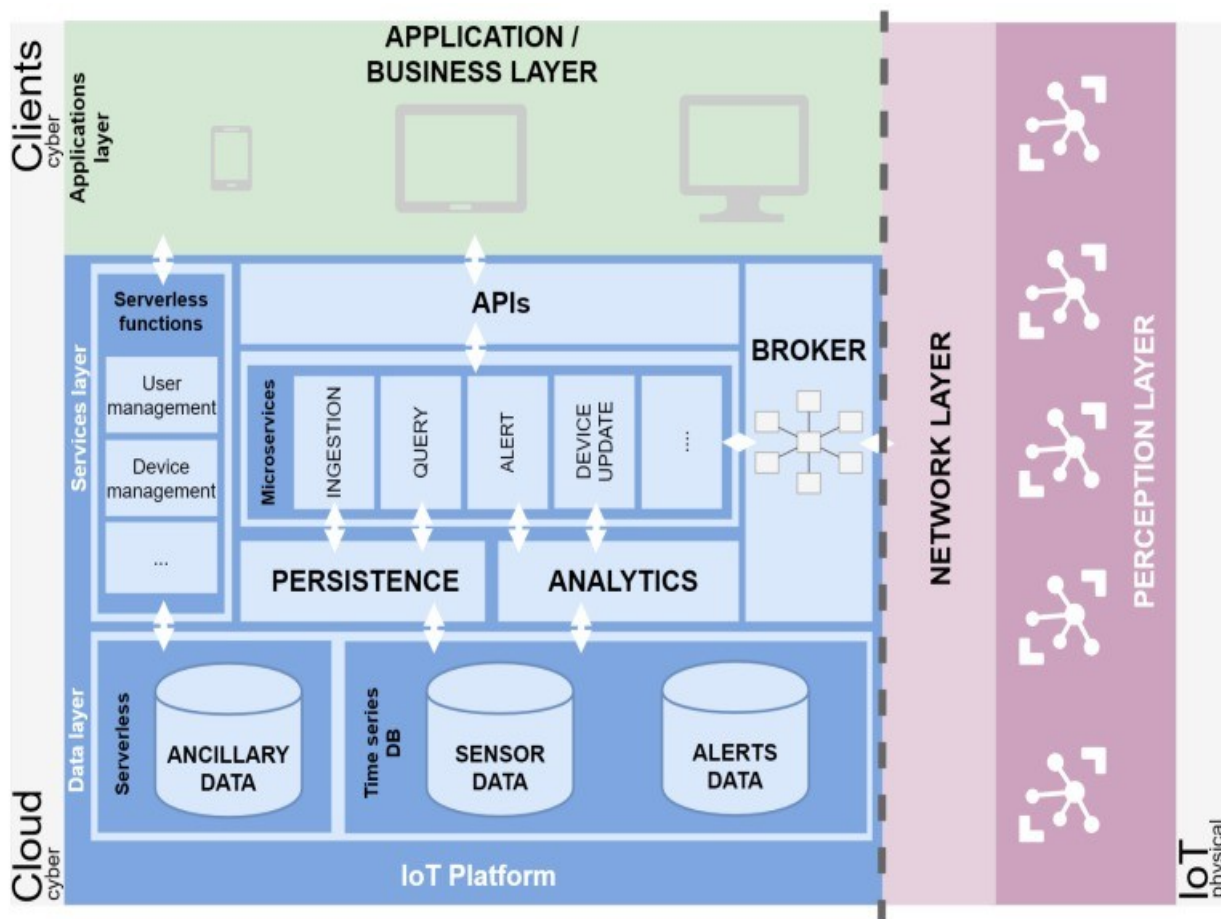 Clients
cyber
Applications
layer
APPLICATION /
BUSINESS LAYER
Services layer
Serverless
functions
User
management
Device
management
...
APIs
Microservices
INGESTION
QUERY
ALERT
DEVICE
UPDATE
....
BROKER
PERSISTENCE
ANALYTICS
Cloud
cyber
Data layer
Serverless
ANCILLARY
DATA
Time series
DB
SENSOR
DATA
ALERTS
DATA
IoT Platform
NETWORK LAYER
PERCEPTION LAYER
IoT
physical